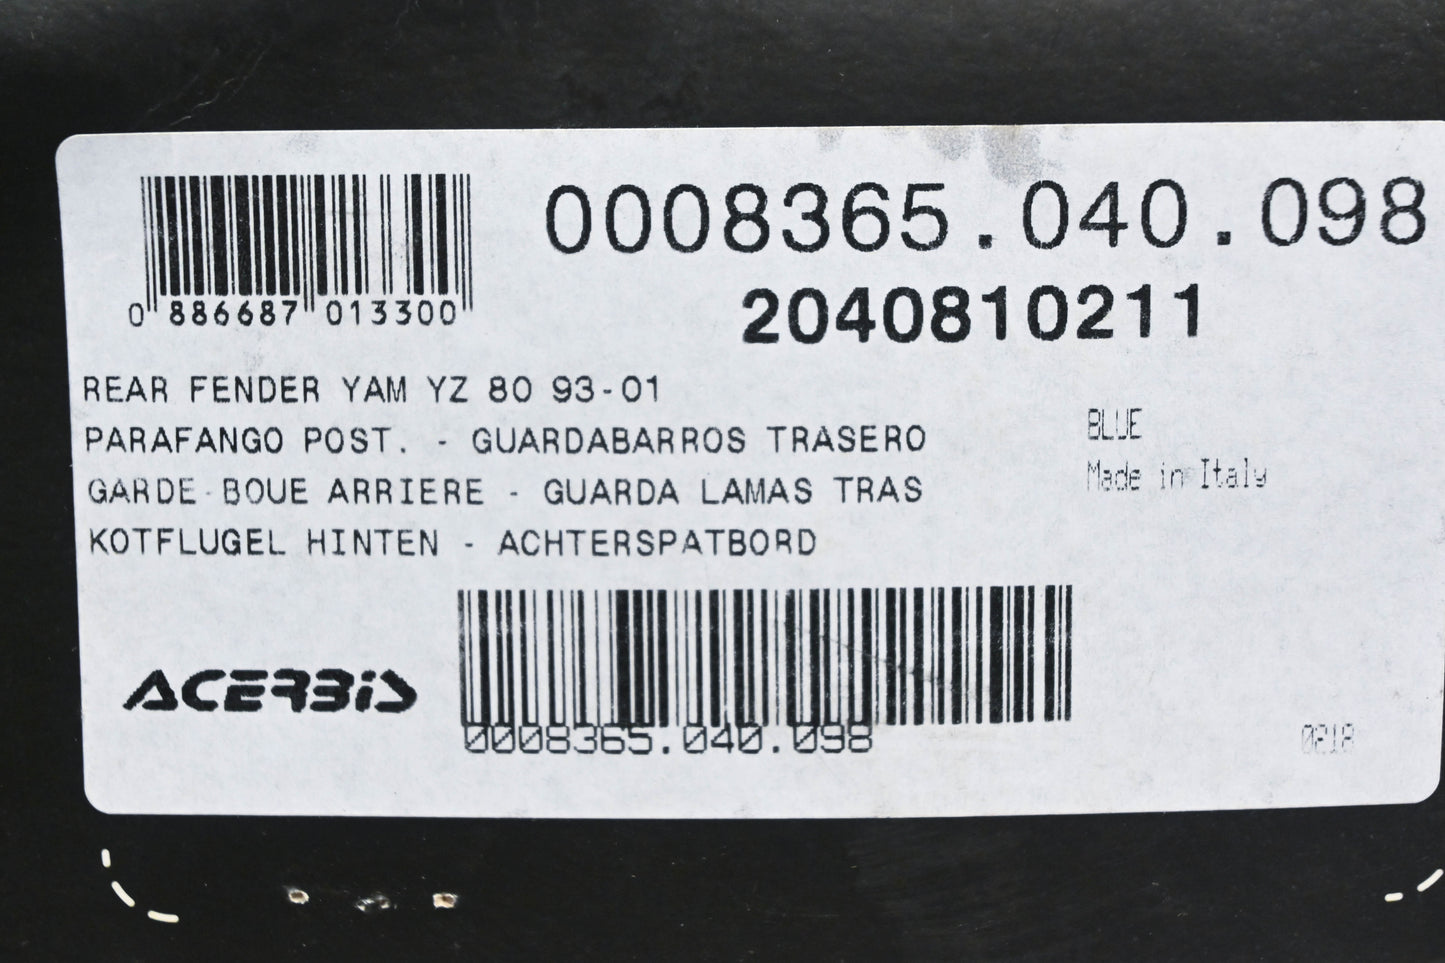 0008365.040.098
0 886687 013300
2040810211
REAR FENDER YAM YZ 80 93-01
PARAFANGO POST. - GUARDABARROS TRASERO
GARDE-BOUE ARRIERE - GUARDA LAMAS TRAS
KOTFLUGEL HINTEN - ACHTERSPATBORD
BLUE
Made in Italy
ACERBIS
0008365.040.098
0218